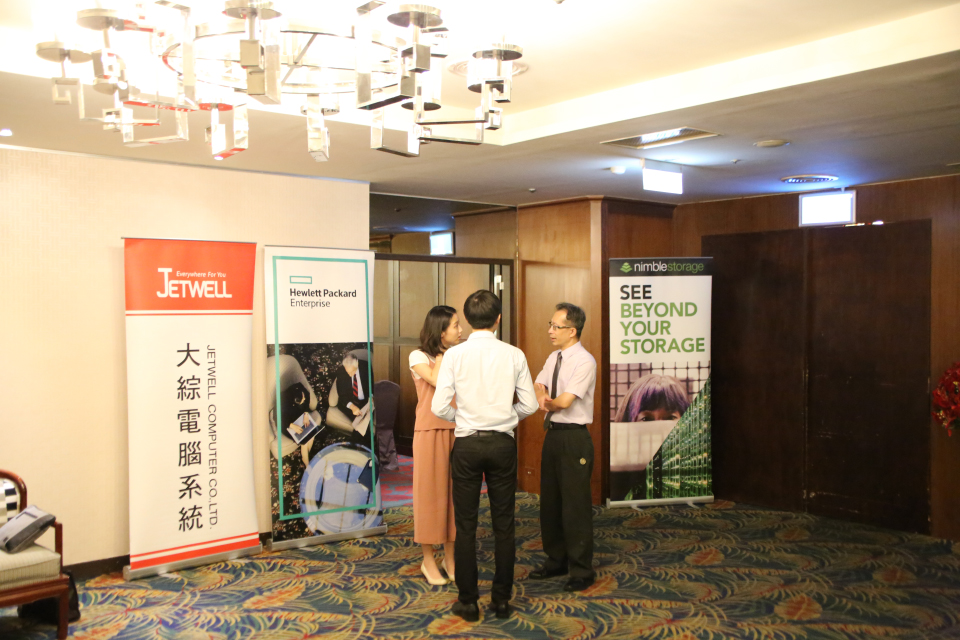 Everywhere For You
JETWELL
大綜電腦系統
JETWELL COMPUTER CO.,LTD.
Hewlett Packard
Enterprise
nimblestorage
SEE
BEYOND
YOUR
STORAGE